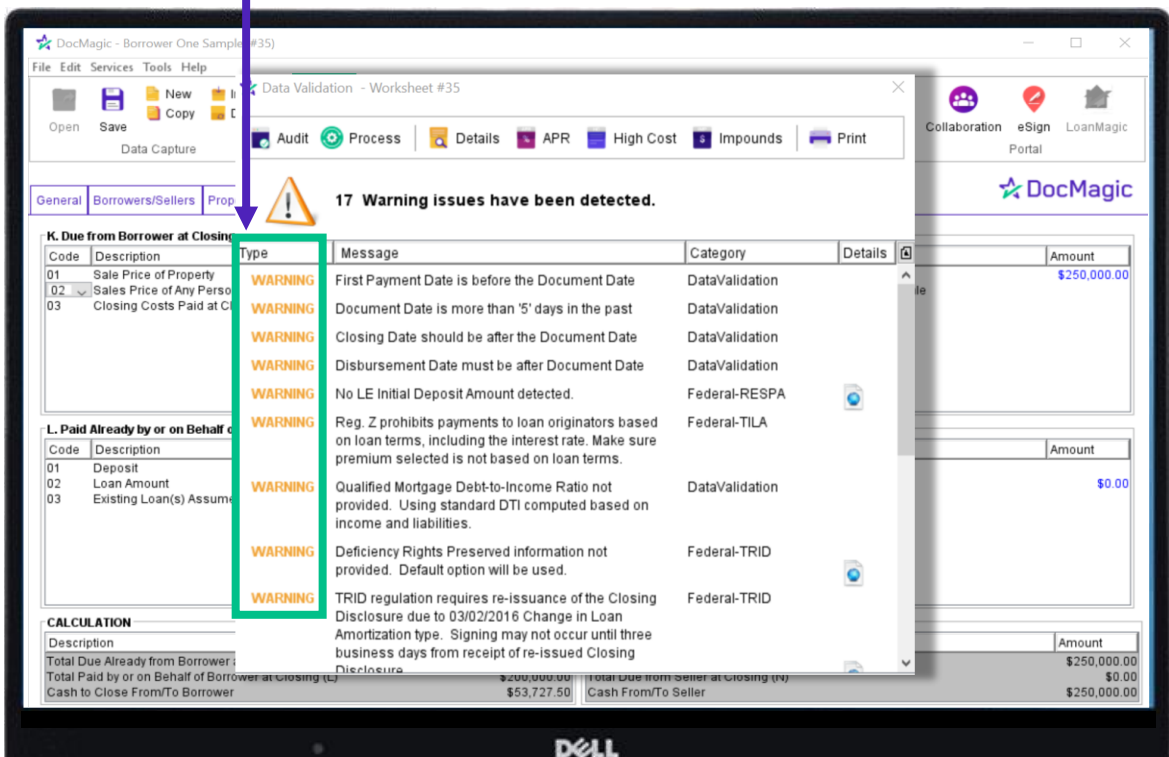 DocMagic - Borrower One Sample #35)
File Edit Services Tools Help
New
Copy
Open Save
Data Capture
Collaboration eSign LoanMagic
Portal
General Borrowers/Sellers
DocMagic
Data Validation - Worksheet #35
Audit Process Details APR High Cost Impounds Print
17 Warning issues have been detected.
Type Message Category Details
WARNING First Payment Date is before the Document Date DataValidation
WARNING Document Date is more than '5' days in the past DataValidation
WARNING Closing Date should be after the Document Date DataValidation
WARNING Disbursement Date must be after Document Date DataValidation
WARNING No LE Initial Deposit Amount detected. Federal-RESPA
WARNING Reg. Z prohibits payments to loan originators based Federal-TILA
on loan terms, including the interest rate. Make sure
premium selected is not based on loan terms.
WARNING Qualified Mortgage Debt-to-Income Ratio not DataValidation
provided. Using standard DTI computed based on
income and liabilities.
WARNING Deficiency Rights Preserved information not Federal-TRID
provided. Default option will be used.
WARNING TRID regulation requires re-issuance of the Closing Federal-TRID
Disclosure due to 03/02/2016 Change in Loan
Amortization type. Signing may not occur until three
business days from receipt of re-issued Closing
Disclosure
K. Due from Borrower at Closing
Code Description Amount
01 Sale Price of Property $250,000.00
02 Sales Price of Any
03 Closing Costs Paid at
L. Paid Already by or on Behalf
Code Description Amount
01 Deposit
02 Loan Amount $0.00
03 Existing Loan(s)
CALCULATION
Description Amount
Total Due Already from Borrower $250,000.00
Total Paid by or on Behalf of Borrower at Closing (L) $200,000.00 Total Due from Seller at Closing (N) $0.00
Cash to Close From/To Borrower $53,727.50 Cash From/To Seller $250,000.00
DELL